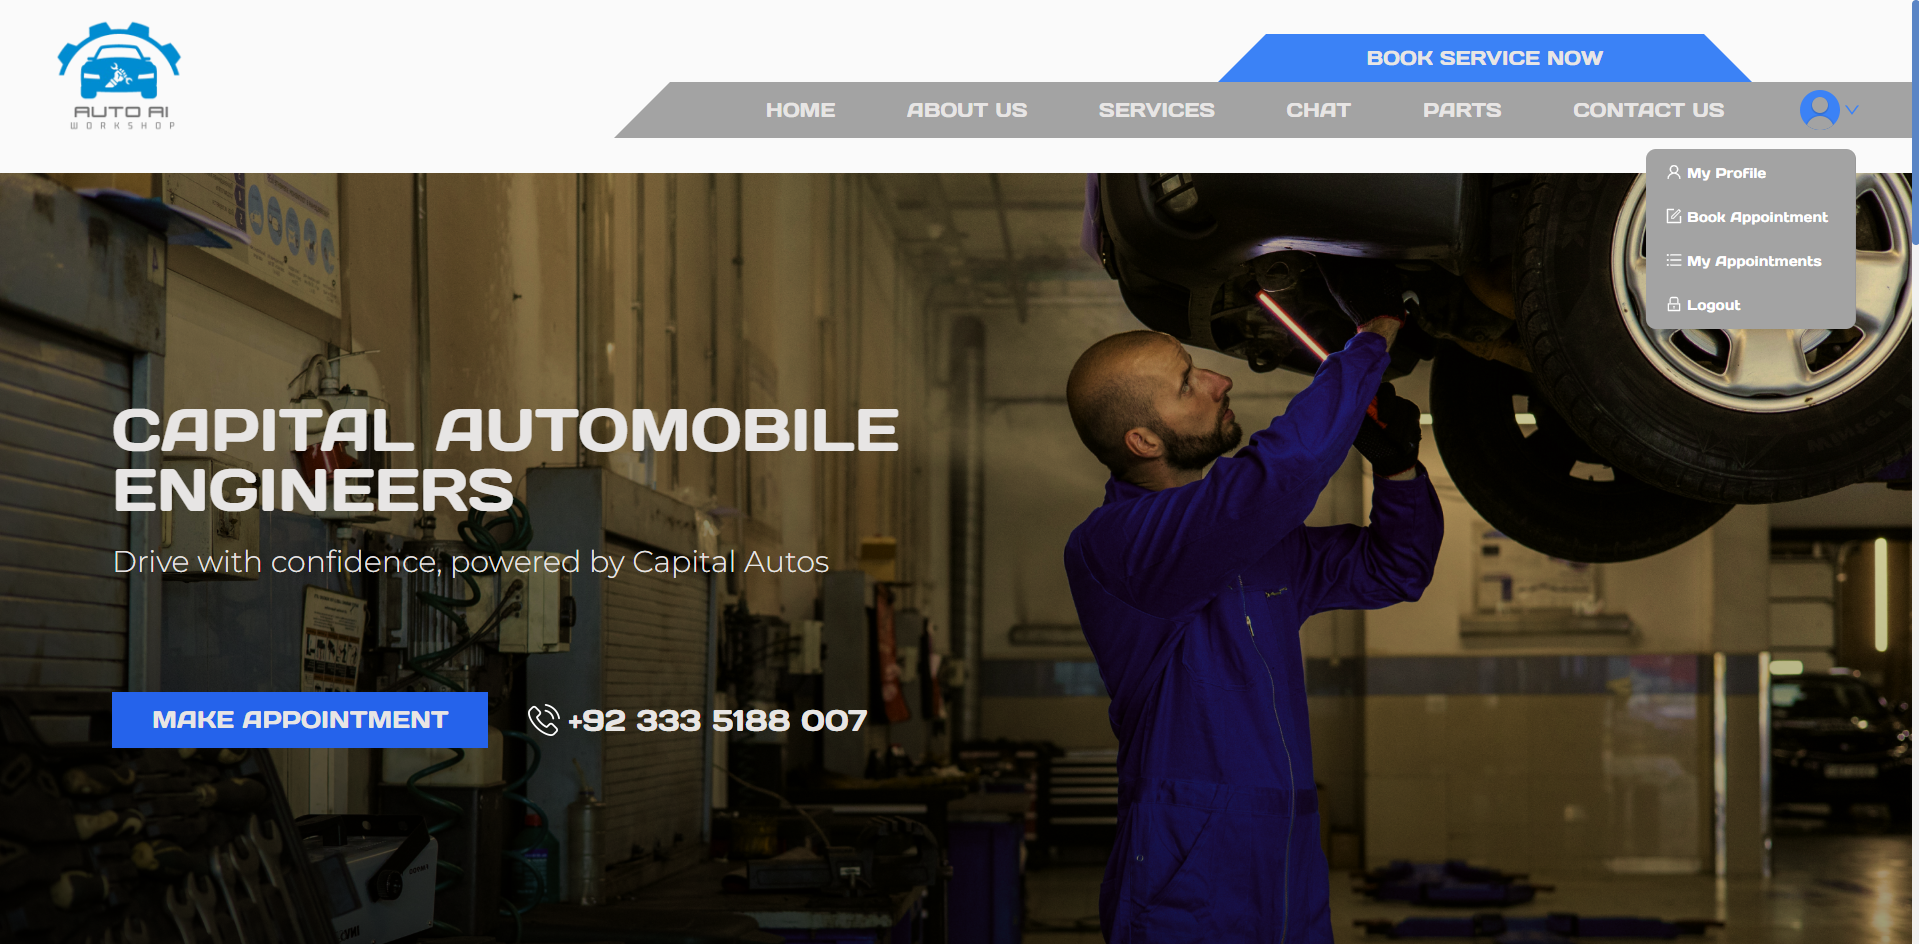 AUTO AI
WORKSHOP
BOOK SERVICE NOW
HOME ABOUT US SERVICES CHAT PARTS CONTACT US
My Profile
Book Appointment
My Appointments
Logout
CAPITAL AUTOMOBILE
ENGINEERS
Drive with confidence, powered by Capital Autos
MAKE APPOINTMENT +92 333 5188 007